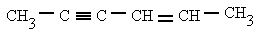 CH3 — C ≡ C — CH = CH — CH3